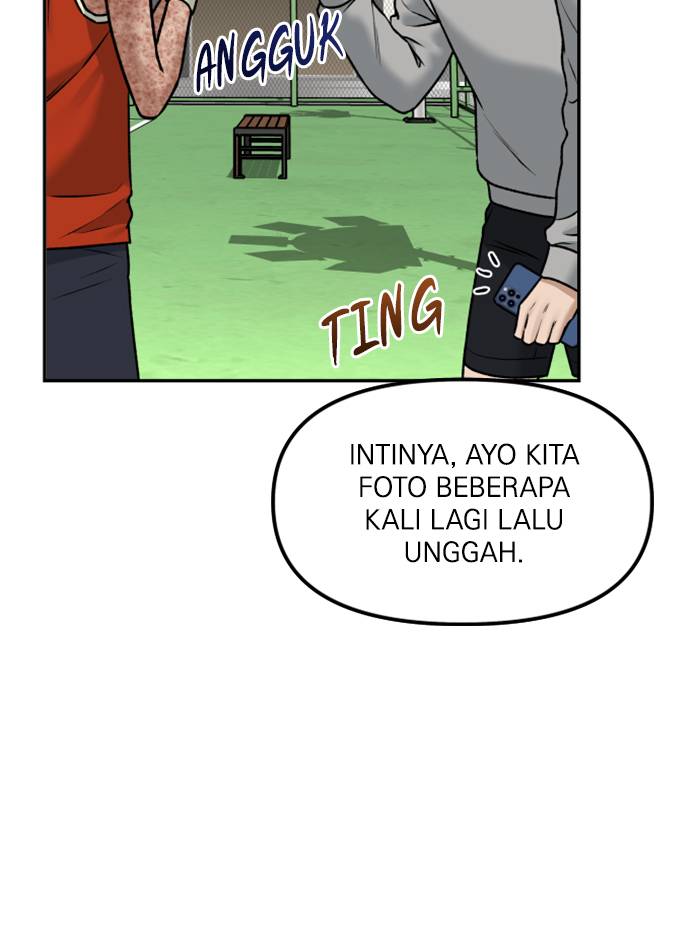 ANGGUK
TING
INTINYA, AYO KITA
FOTO BEBERAPA
KALI LAGI LALU
UNGGAH.